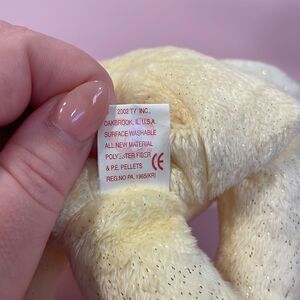 2002 TY INC.,
OAKBROOK, IL, U.S.A.
SURFACE WASHABLE
ALL NEW MATERIAL
POLYESTER FIBER
& P.E. PELLETS CE
REG. NO PA. 1965(KR)